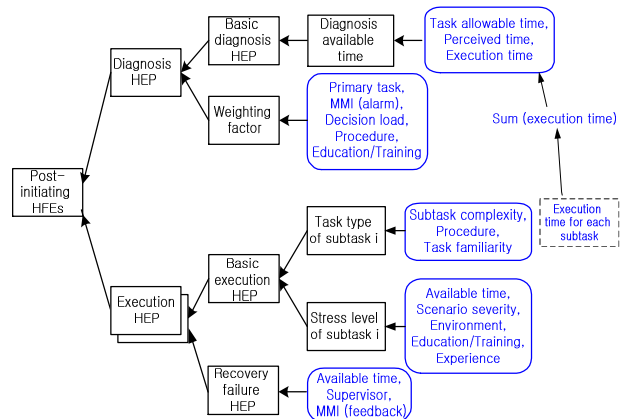 Basic
diagnosis
HEP
Diagnosis
available
time
Task allowable time,
Perceived time,
Execution time
Diagnosis
HEP
Weighting
factor
Primary task,
MMI (alarm),
Decision load,
Procedure,
Education/Training
Sum (execution time)
Post-
initiating
HFEs
Execution
time for each
subtask
Task type
of subtask i
Subtask complexity,
Procedure,
Task familiarity
Basic
execution
HEP
Execution
HEP
Stress level
of subtask i
Available time,
Scenario severity,
Environment,
Education/Training,
Experience
Recovery
failure
HEP
Available time,
Supervisor,
MMI (feedback)